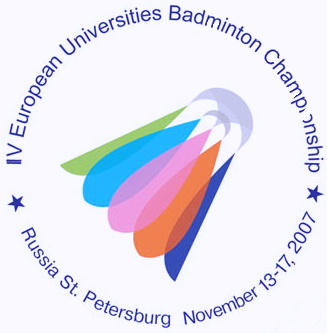 IV European Universities Badminton Championship
Russia St. Petersburg November 13-17, 2007